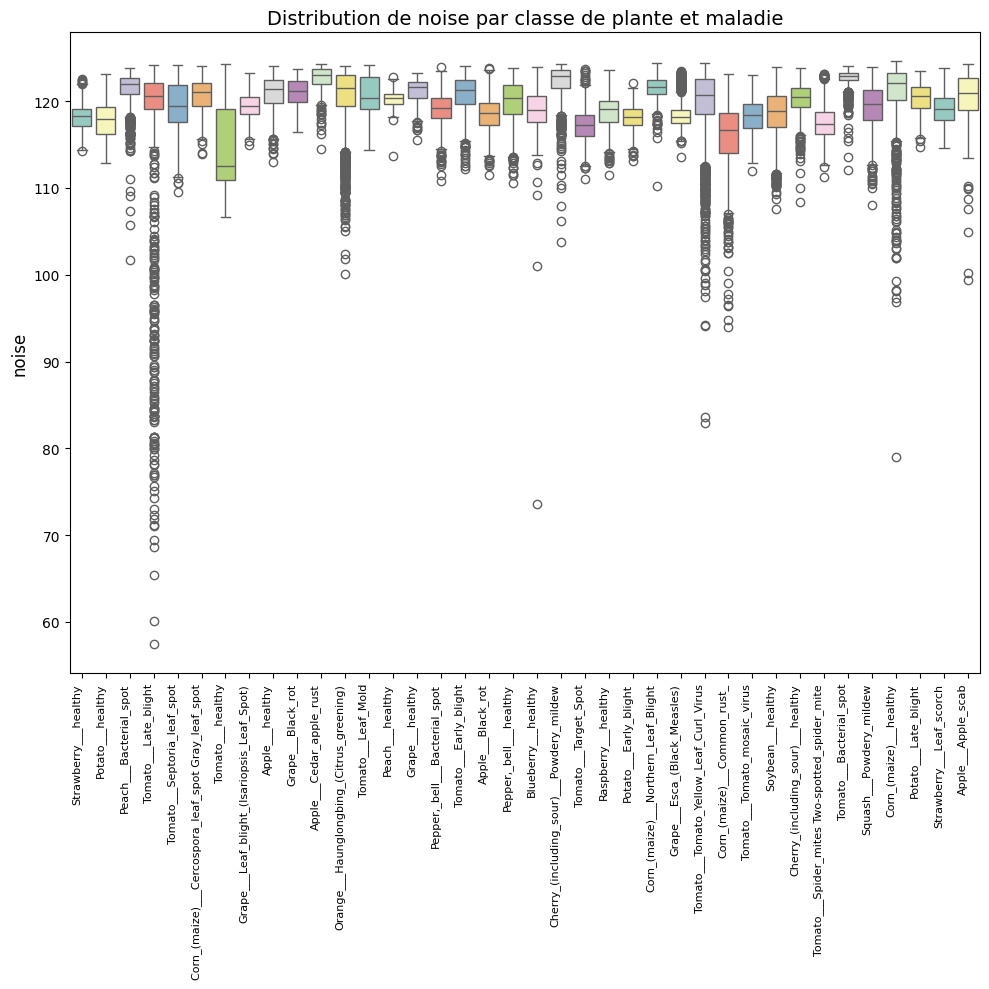 Distribution de noise par classe de plante et maladie
noise
120
110
100
90
80
70
60
Strawberry___healthy
Potato___healthy
Peach___Bacterial_spot
Tomato___Late_blight
Tomato___Septoria_leaf_spot
Corn_(maize)___Cercospora_leaf_spot Gray_leaf_spot
Tomato___healthy
Grape___Leaf_blight_(Isariopsis_Leaf_Spot)
Apple___healthy
Grape___Black_rot
Apple___Cedar_apple_rust
Orange___Haunglongbing_(Citrus_greening)
Tomato___Leaf_Mold
Peach___healthy
Grape___healthy
Pepper,_bell___Bacterial_spot
Tomato___Early_blight
Apple___Black_rot
Pepper,_bell___healthy
Blueberry___healthy
Cherry_(including_sour)___Powdery_mildew
Tomato___Target_Spot
Raspberry___healthy
Potato___Early_blight
Corn_(maize)___Northern_Leaf_Blight
Grape___Esca_(Black_Measles)
Tomato___Tomato_Yellow_Leaf_Curl_Virus
Corn_(maize)___Common_rust_
Tomato___Tomato_mosaic_virus
Soybean___healthy
Cherry_(including_sour)___healthy
Tomato___Spider_mites Two-spotted_spider_mite
Tomato___Bacterial_spot
Squash___Powdery_mildew
Corn_(maize)___healthy
Potato___Late_blight
Strawberry___Leaf_scorch
Apple___Apple_scab